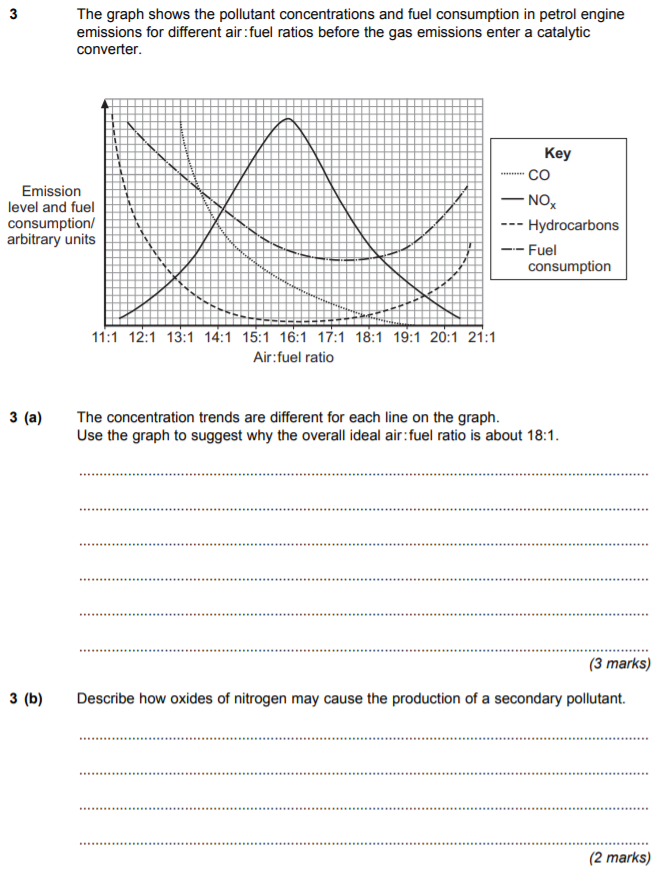 3 The graph shows the pollutant concentrations and fuel consumption in petrol engine
emissions for different air:fuel ratios before the gas emissions enter a catalytic
converter.
Emission
level and fuel
consumption/
arbitrary units
Key
CO
NOx
Hydrocarbons
Fuel
consumption
11:1 12:1 13:1 14:1 15:1 16:1 17:1 18:1 19:1 20:1 21:1
Air:fuel ratio
3 (a) The concentration trends are different for each line on the graph.
Use the graph to suggest why the overall ideal air:fuel ratio is about 18:1.
(3 marks)
3 (b) Describe how oxides of nitrogen may cause the production of a secondary pollutant.
(2 marks)